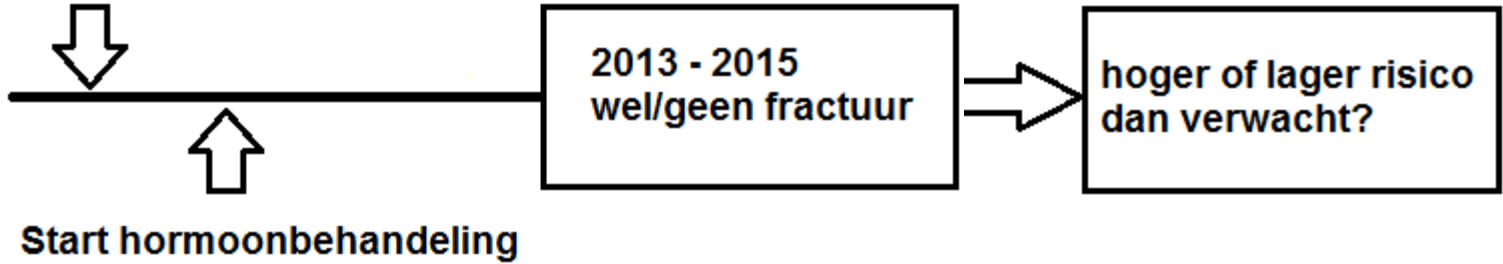 2013 - 2015
wel/geen fractuur
hoger of lager risico
dan verwacht?
Start hormoonbehandeling